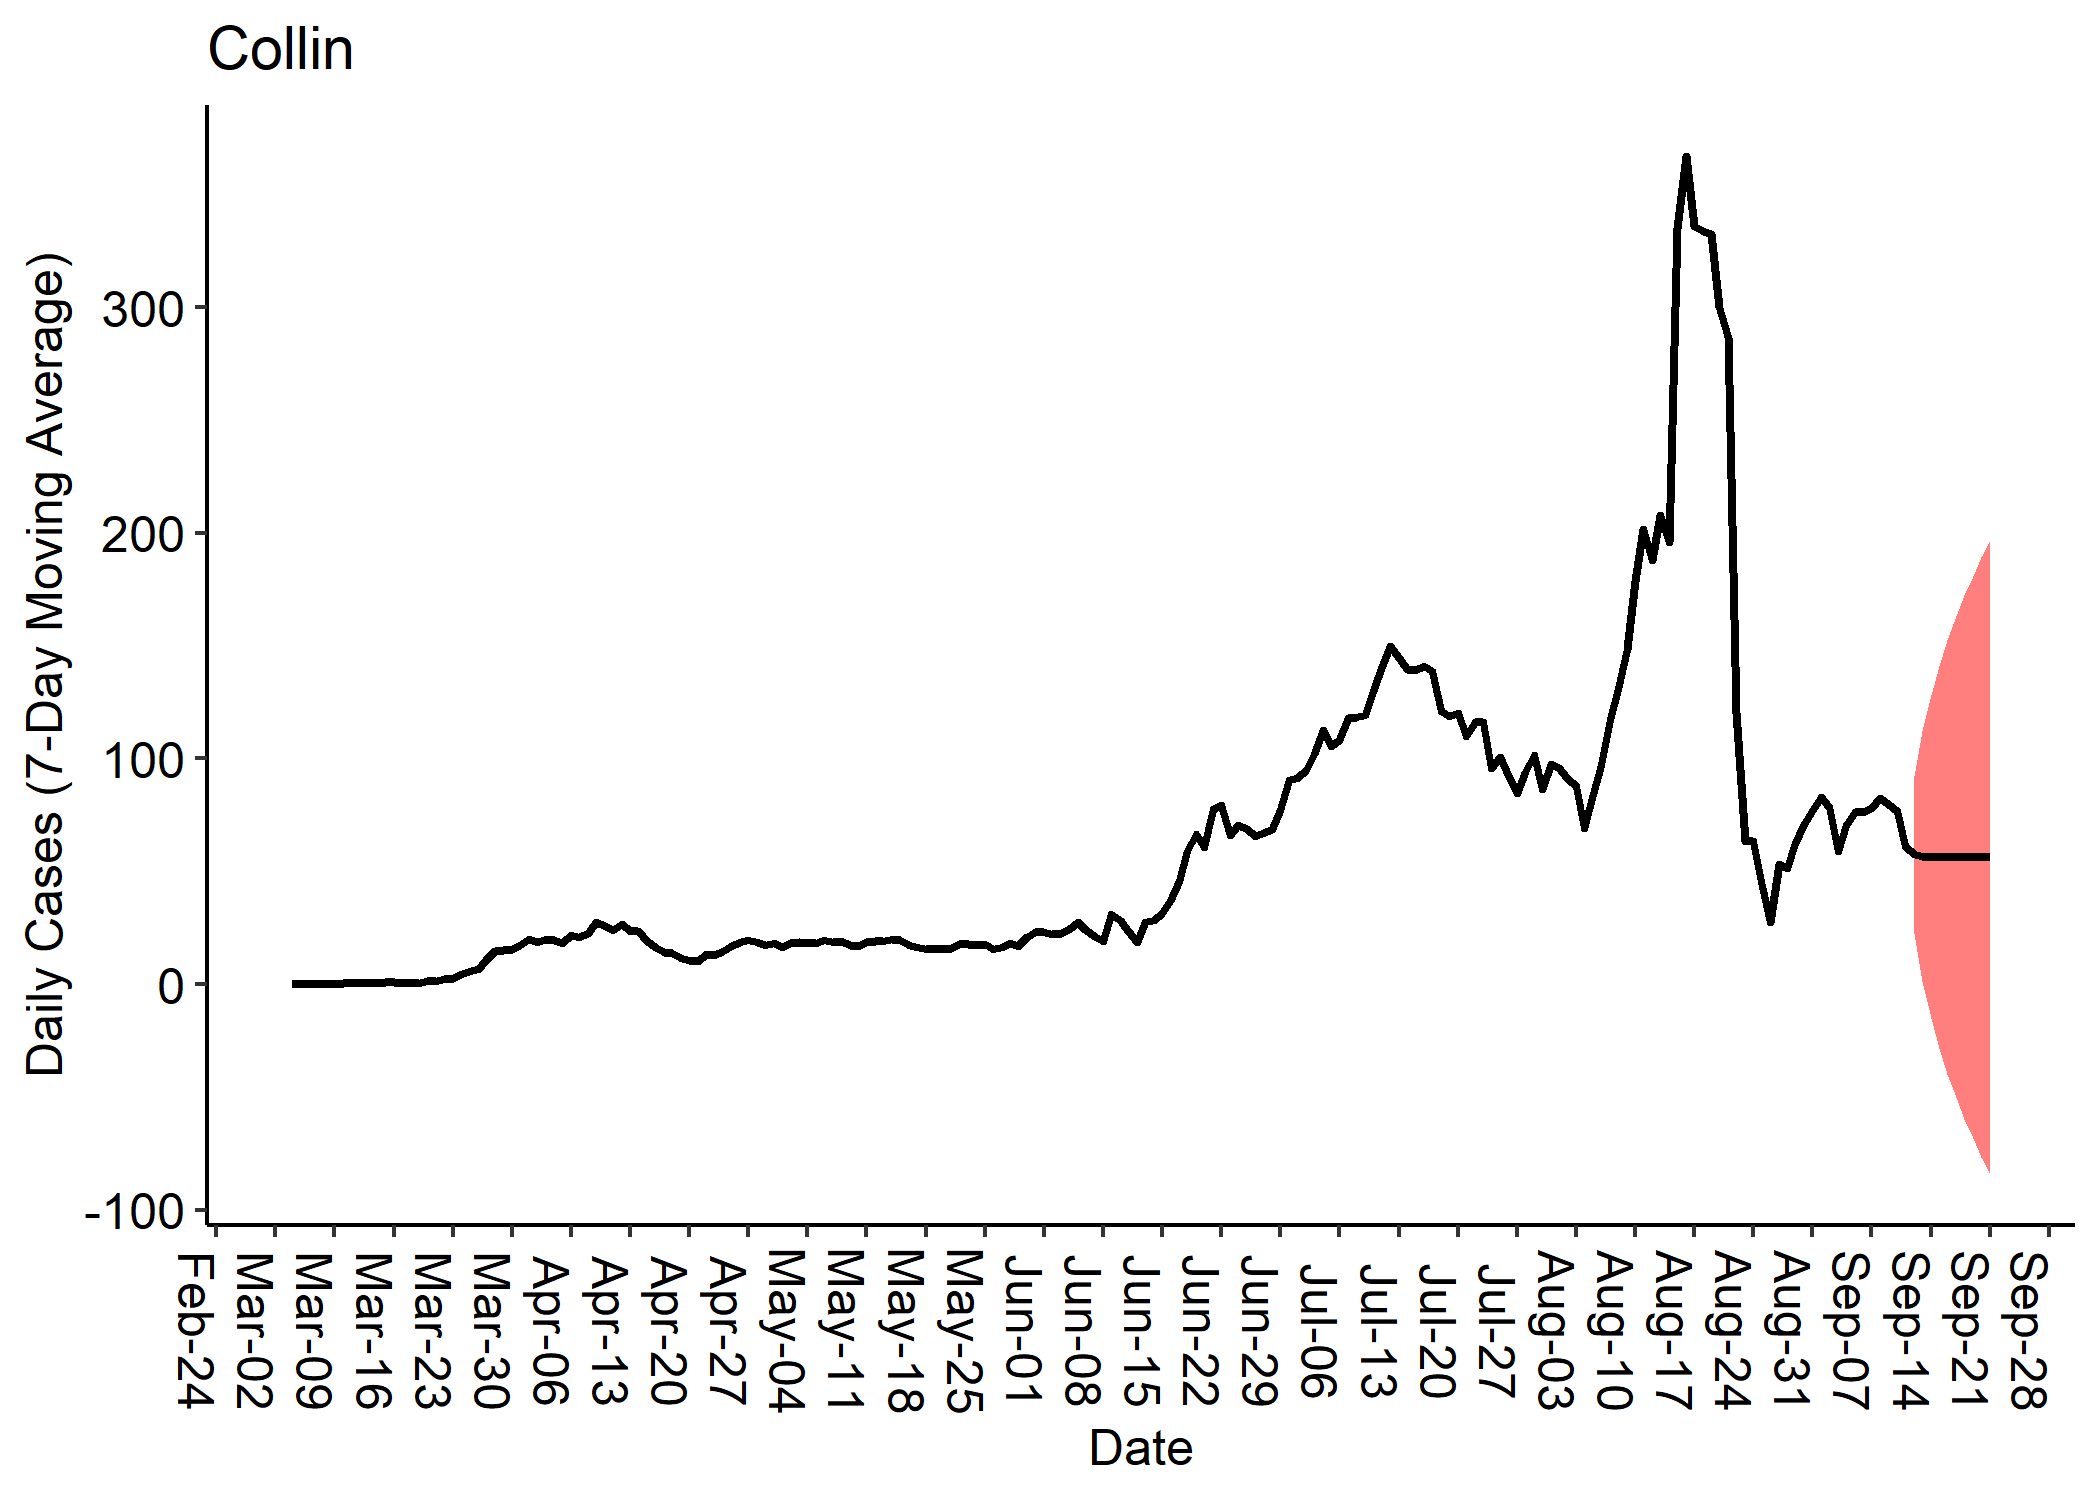 Collin
Daily Cases (7-Day Moving Average)
300
200
100
0
-100
Feb-24
Mar-02
Mar-09
Mar-16
Mar-23
Mar-30
Apr-06
Apr-13
Apr-20
Apr-27
May-04
May-11
May-18
May-25
Jun-01
Jun-08
Jun-15
Jun-22
Jun-29
Jul-06
Jul-13
Jul-20
Jul-27
Aug-03
Aug-10
Aug-17
Aug-24
Aug-31
Sep-07
Sep-14
Sep-21
Sep-28
Date